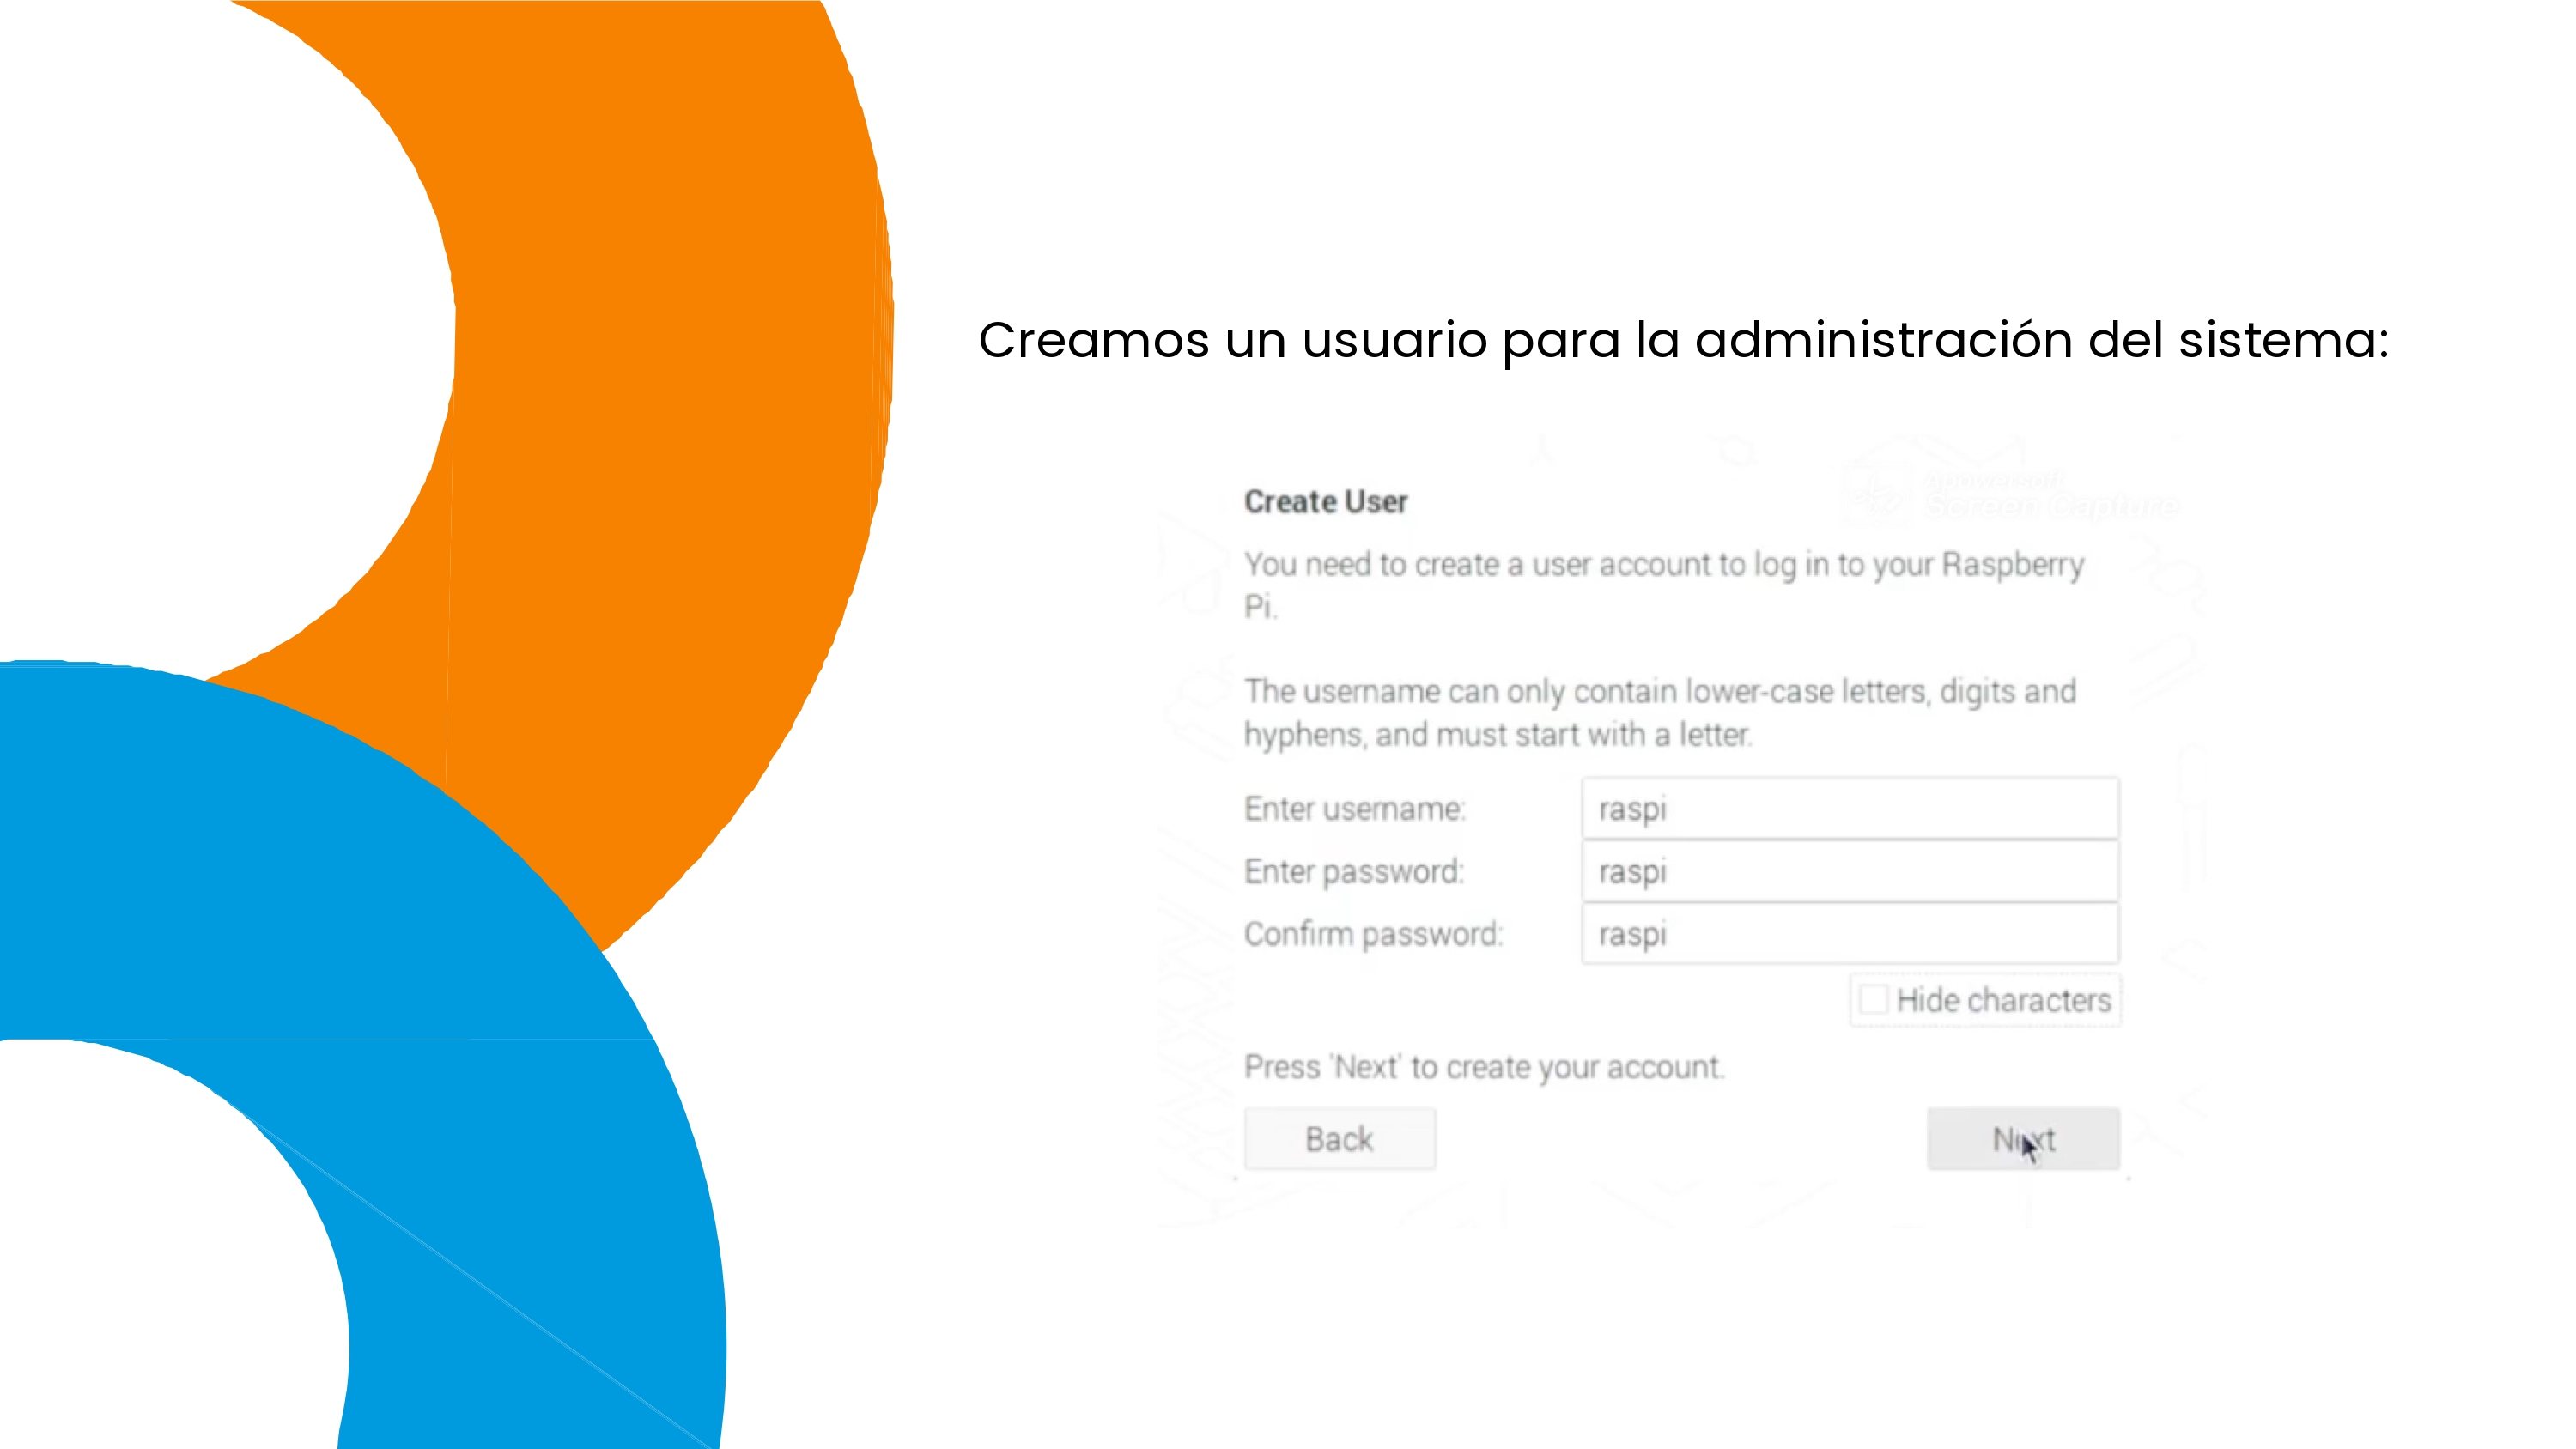 Creamos un usuario para la administración del sistema:
Apowersoft
Screen Capture
Create User
You need to create a user account to log in to your Raspberry
Pi.
The username can only contain lower-case letters, digits and
hyphens, and must start with a letter.
Enter username: raspi
Enter password: raspi
Confirm password: raspi
Hide characters
Press 'Next' to create your account.
Back Next